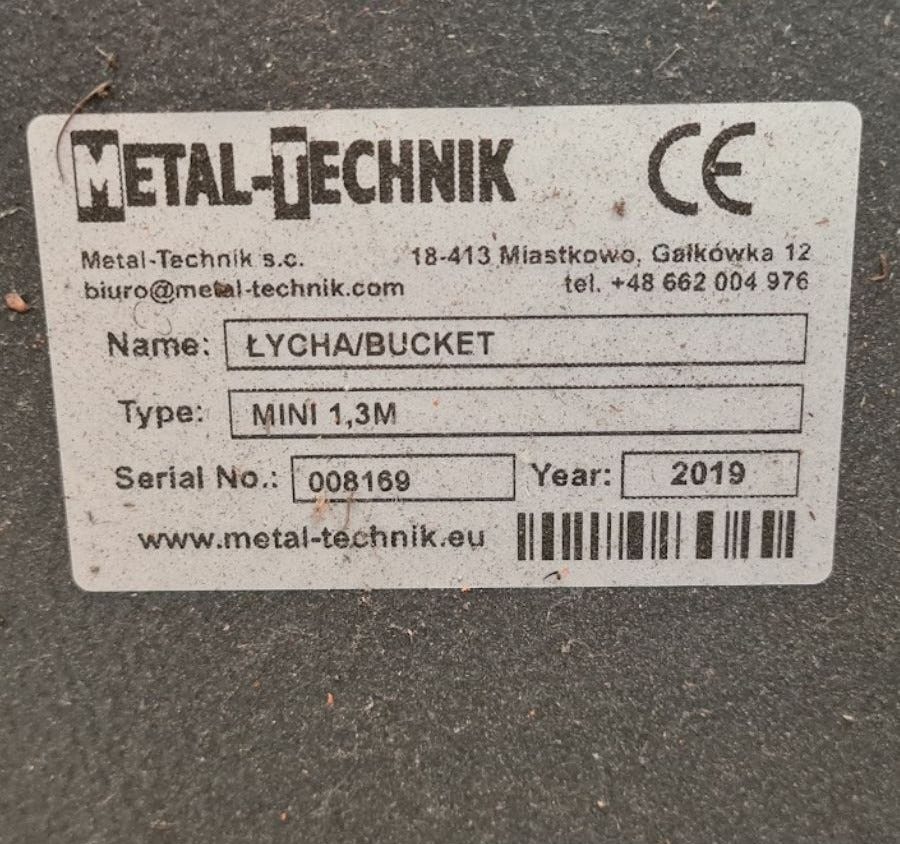 METAL-TECHNIK CE
Metal-Technik s.c. 18-413 Miastkowo, Gałkówka 12
biuro@metal-technik.com tel. +48 662 004 976
Name: ŁYCHA/BUCKET
Type: MINI 1,3M
Serial No.: 008169 Year: 2019
www.metal-technik.eu